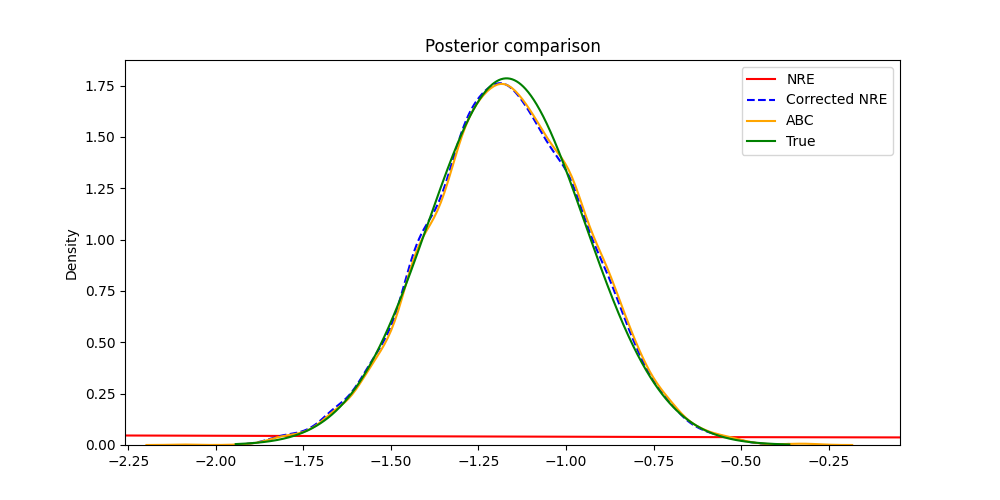 Posterior comparison
NRE
Corrected NRE
ABC
True
Density
1.75
1.50
1.25
1.00
0.75
0.50
0.25
0.00
−2.25 −2.00 −1.75 −1.50 −1.25 −1.00 −0.75 −0.50 −0.25